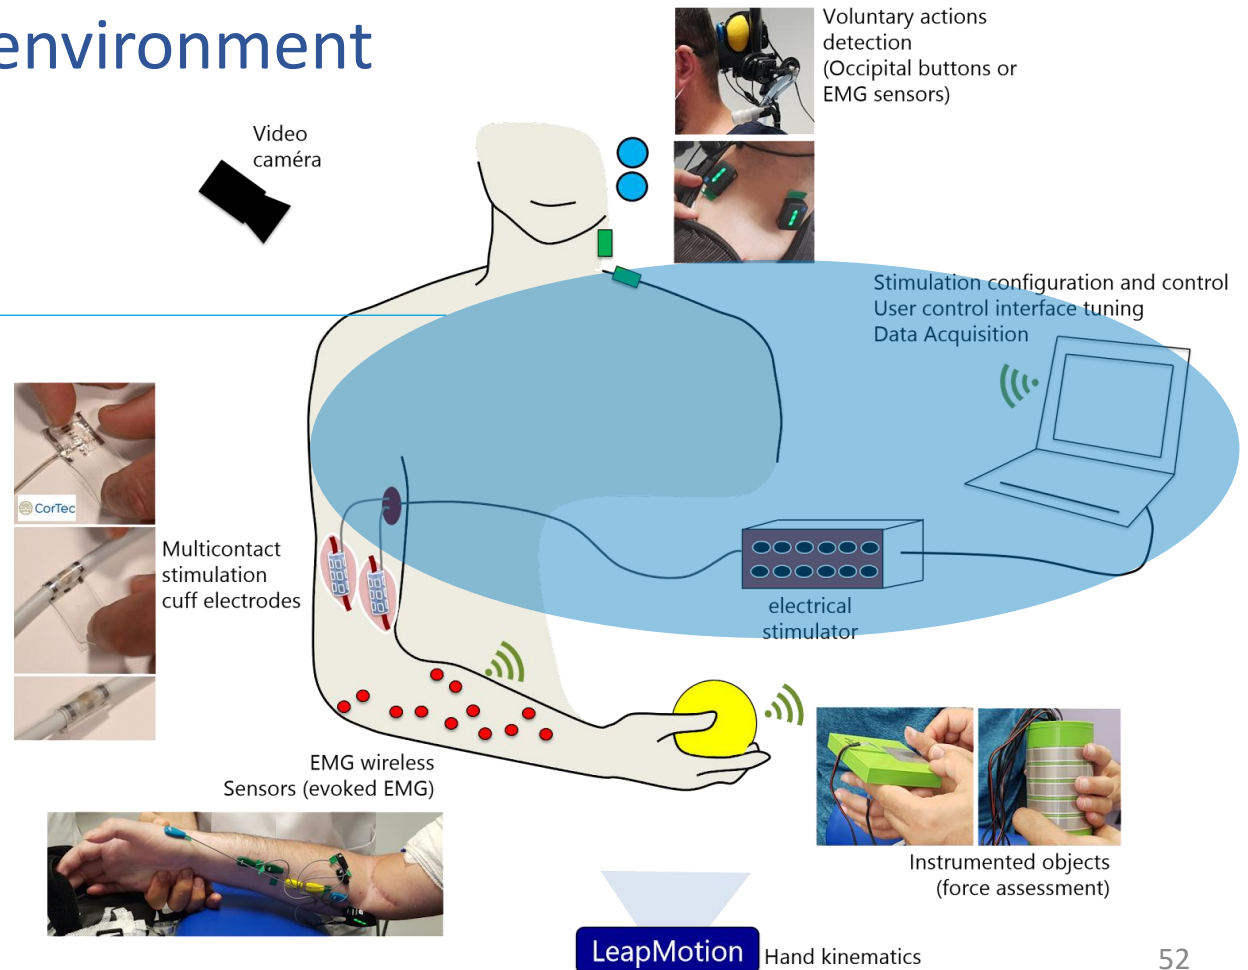 environment
Voluntary actions
detection
(Occipital buttons or
EMG sensors)
Video
caméra
Stimulation configuration and control
User control interface tuning
Data Acquisition
CorTec
Multicontact
stimulation
cuff electrodes
electrical
stimulator
EMG wireless
Sensors (evoked EMG)
Instrumented objects
(force assessment)
LeapMotion
Hand kinematics
52